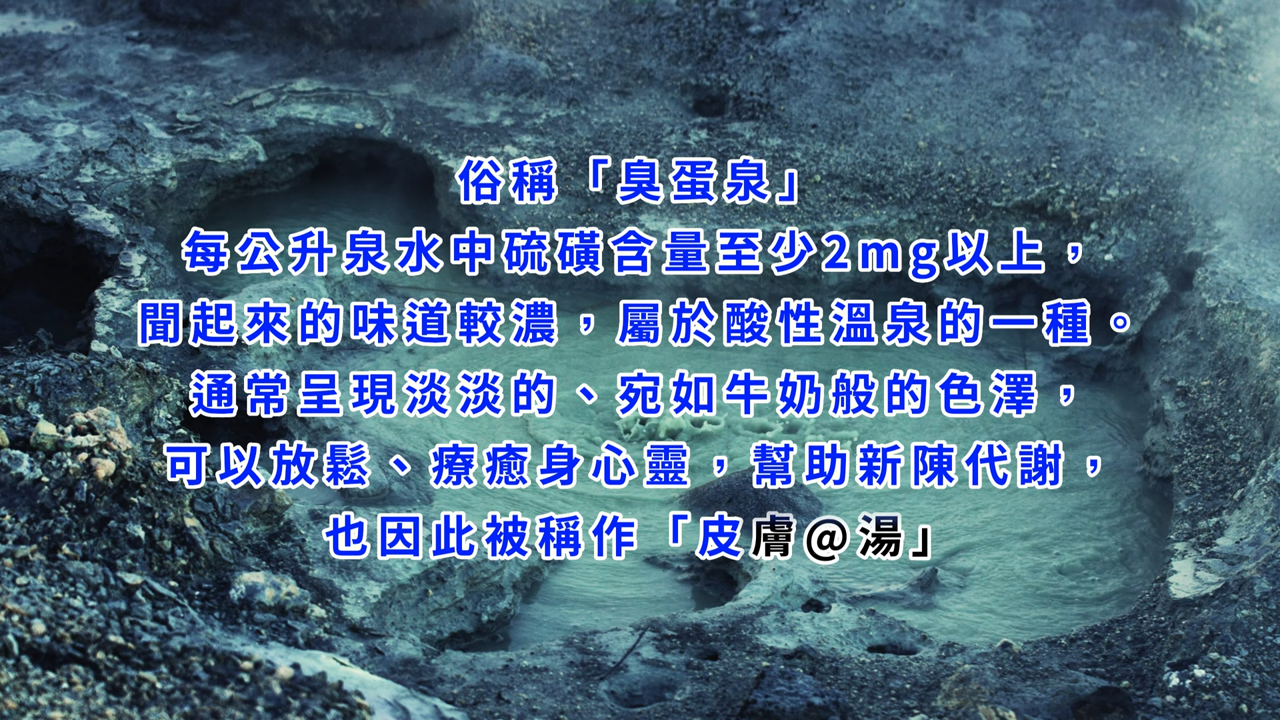 俗稱「臭蛋泉」
每公升泉水中硫磺含量至少2mg以上，
聞起來的味道較濃，屬於酸性溫泉的一種。
通常呈現淡淡的、宛如牛奶般的色澤，
可以放鬆、療癒身心靈，幫助新陳代謝，
也因此被稱作「皮膚@湯」